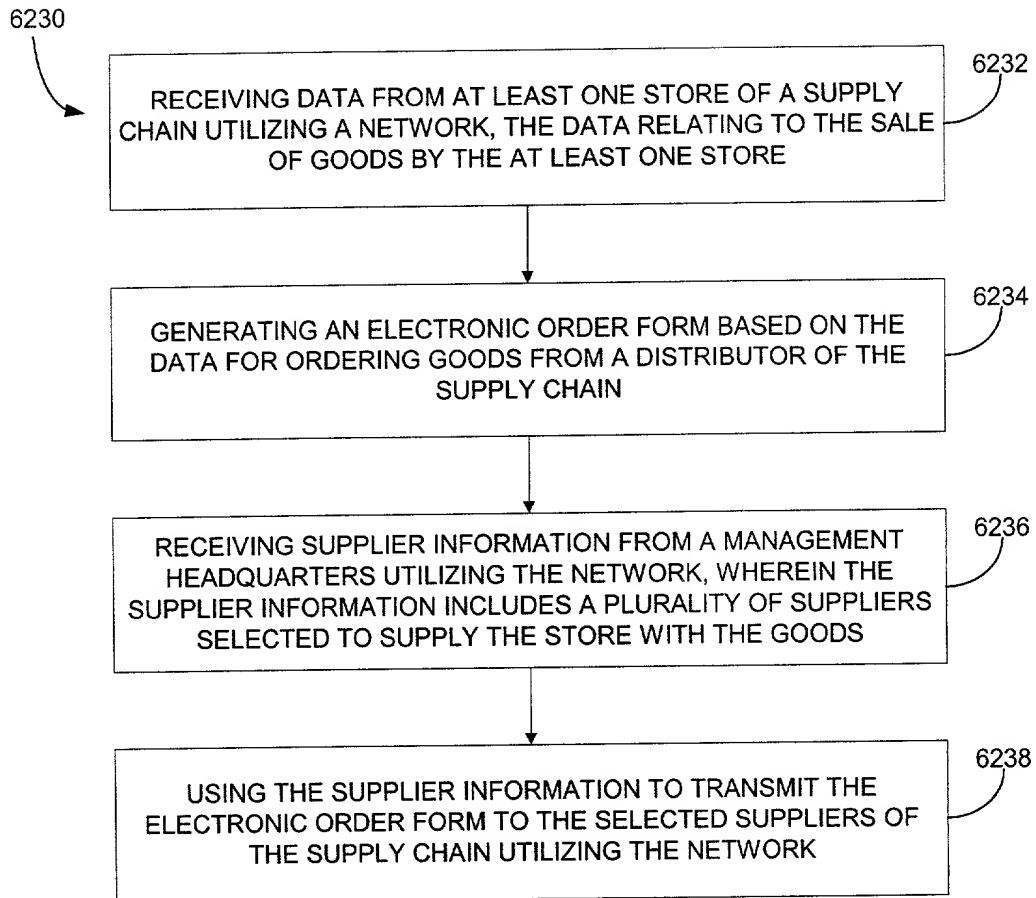 6230
6232
RECEIVING DATA FROM AT LEAST ONE STORE OF A SUPPLY
CHAIN UTILIZING A NETWORK, THE DATA RELATING TO THE SALE
OF GOODS BY THE AT LEAST ONE STORE
6234
GENERATING AN ELECTRONIC ORDER FORM BASED ON THE
DATA FOR ORDERING GOODS FROM A DISTRIBUTOR OF THE
SUPPLY CHAIN
6236
RECEIVING SUPPLIER INFORMATION FROM A MANAGEMENT
HEADQUARTERS UTILIZING THE NETWORK, WHEREIN THE
SUPPLIER INFORMATION INCLUDES A PLURALITY OF SUPPLIERS
SELECTED TO SUPPLY THE STORE WITH THE GOODS
6238
USING THE SUPPLIER INFORMATION TO TRANSMIT THE
ELECTRONIC ORDER FORM TO THE SELECTED SUPPLIERS OF
THE SUPPLY CHAIN UTILIZING THE NETWORK